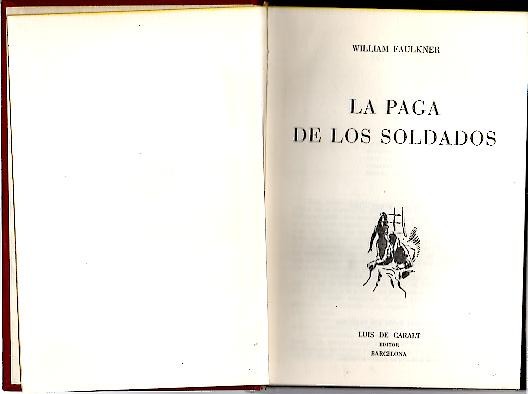 WILLIAM FAULKNER
LA PAGA
DE LOS SOLDADOS
LUIS DE CARALT
EDITOR
BARCELONA